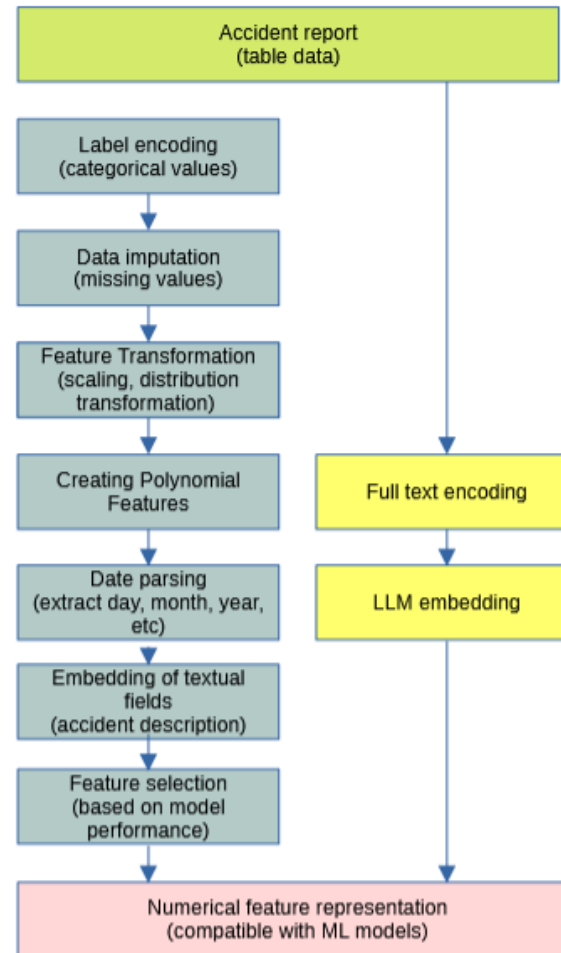 Accident report
(table data)
Label encoding
(categorical values)
Data imputation
(missing values)
Feature Transformation
(scaling, distribution
transformation)
Creating Polynomial
Features
Full text encoding
Date parsing
(extract day, month, year,
etc)
LLM embedding
Embedding of textual
fields
(accident description)
Feature selection
(based on model
performance)
Numerical feature representation
(compatible with ML models)